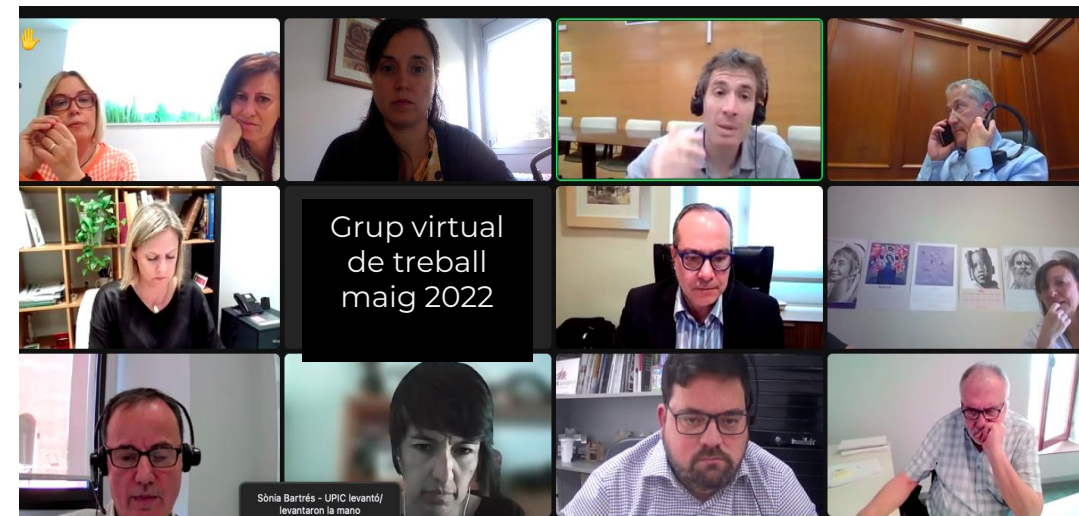 Grup virtual
de treball
maig 2022
Sònia Bartrés - UPIC levantó/
levantaron la mano